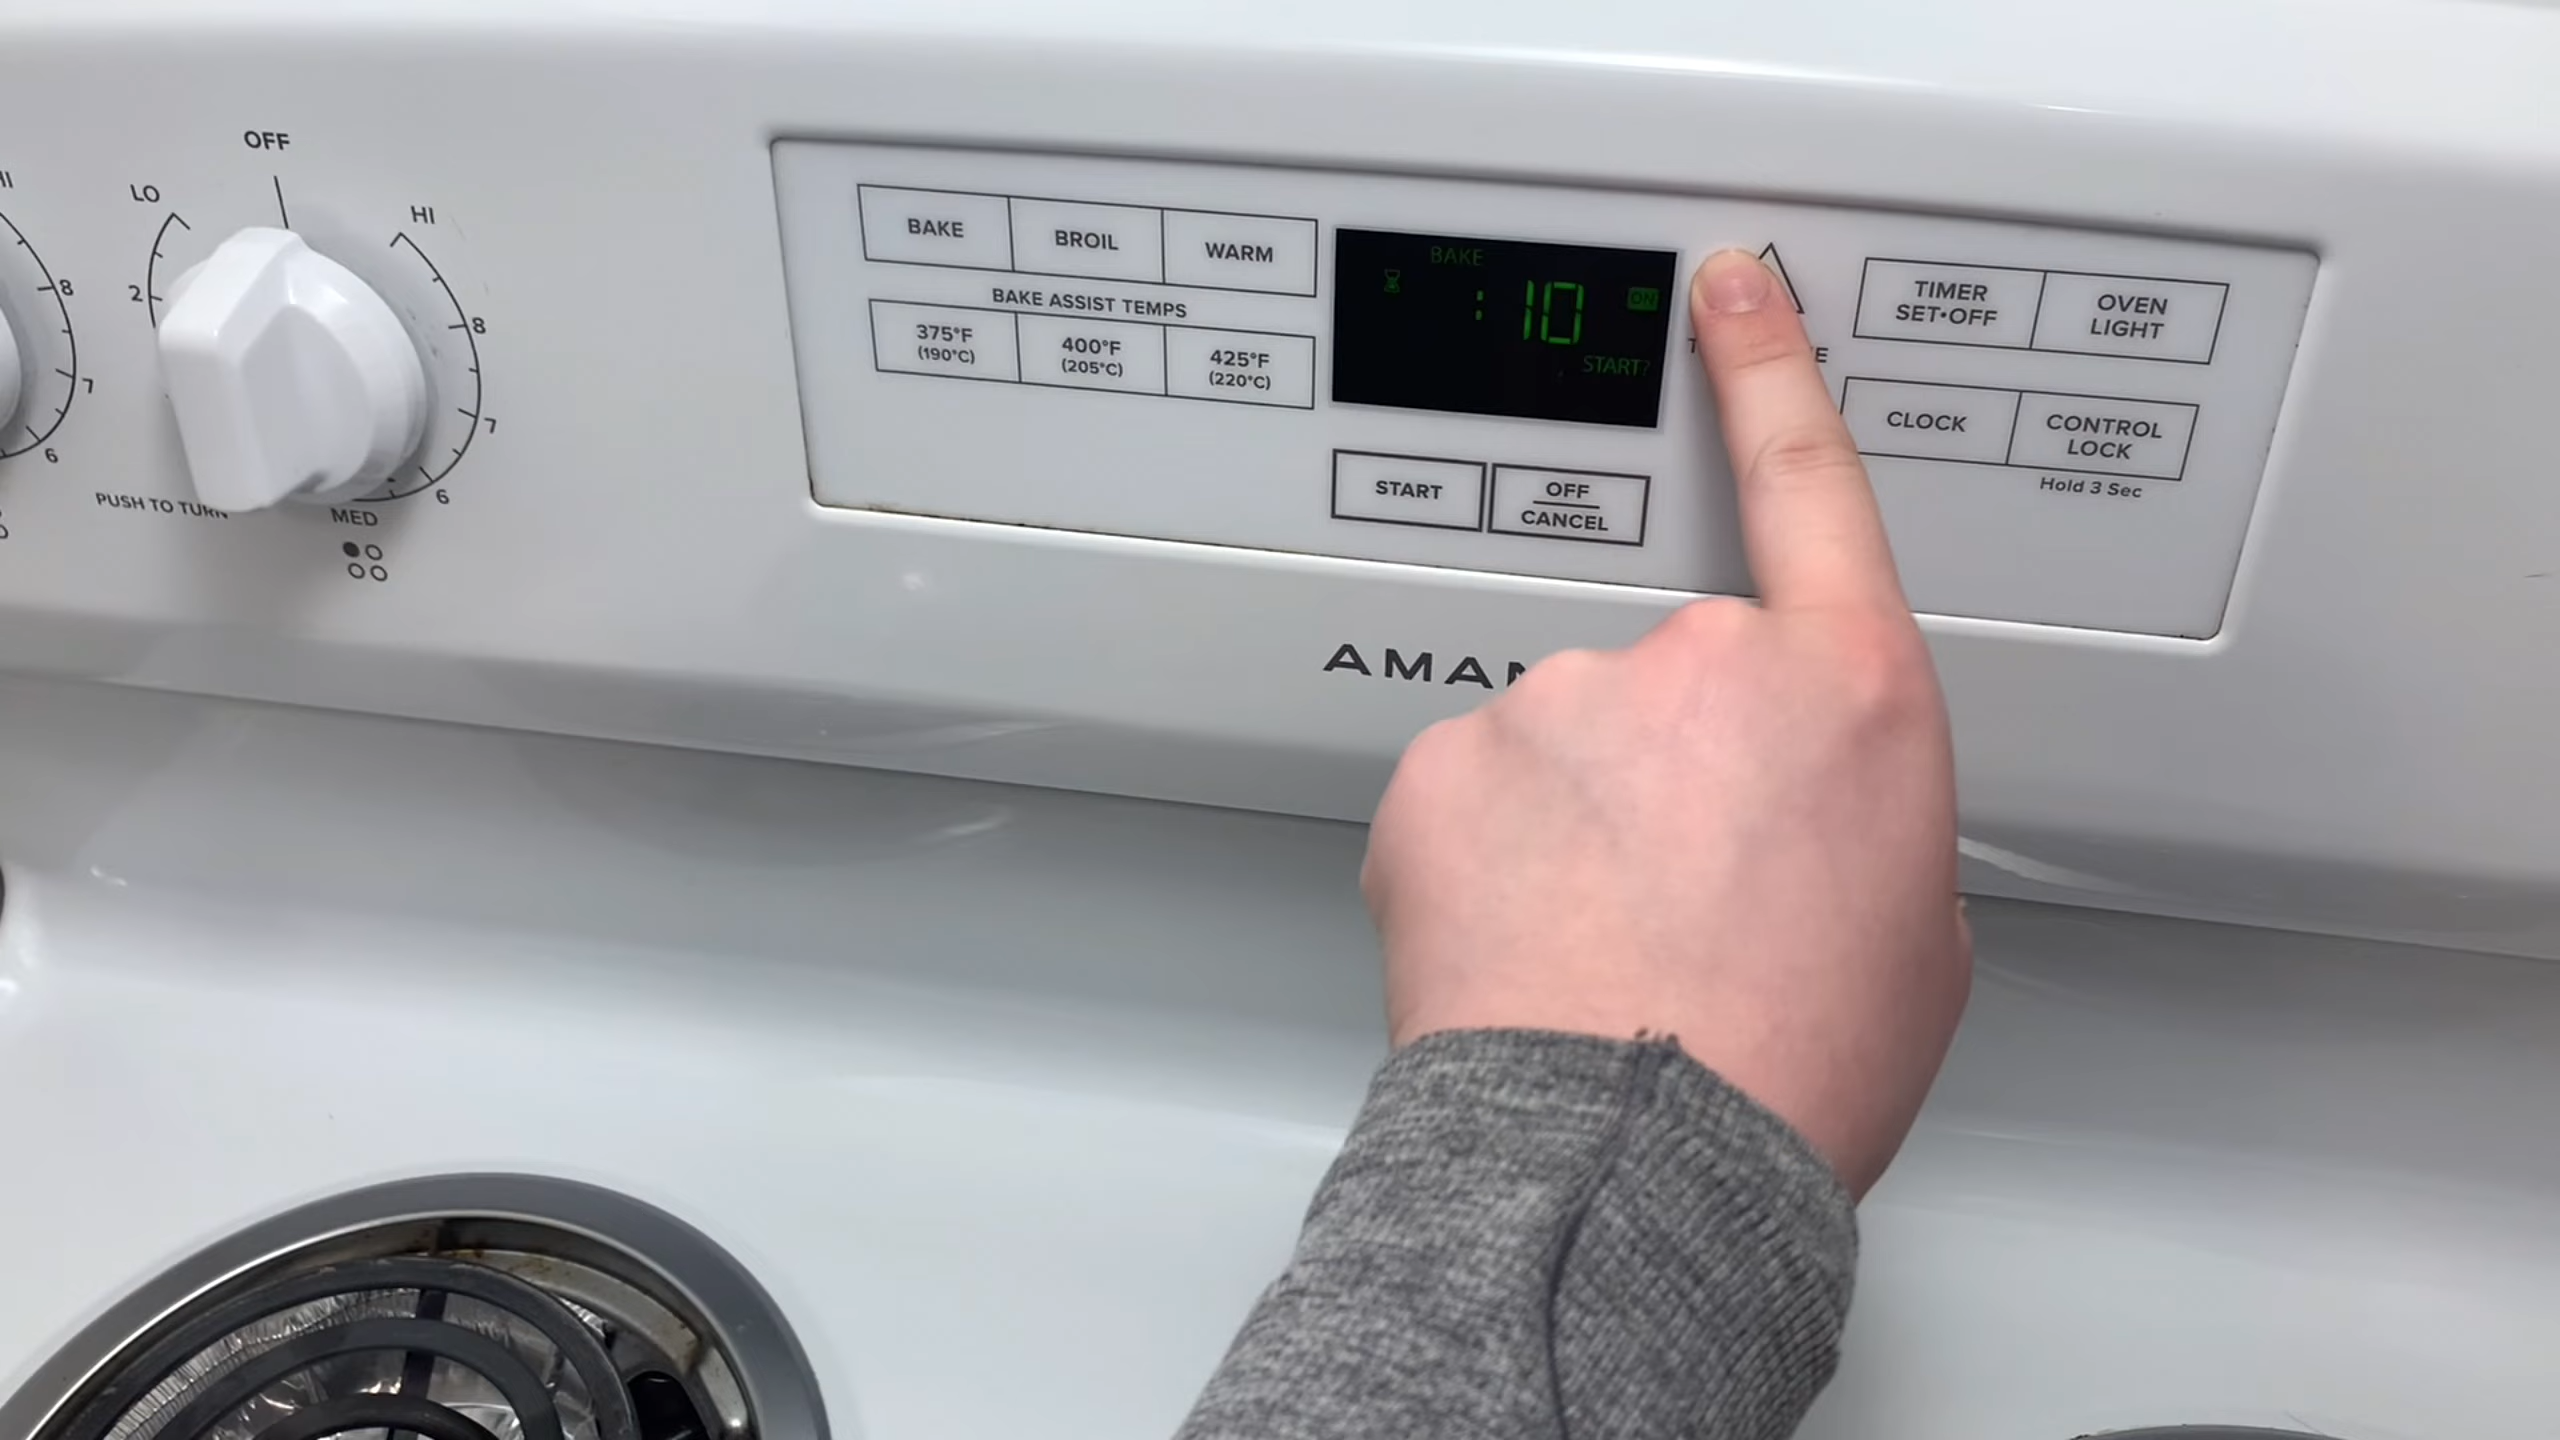 HI
8
7
6
OFF
LO
HI
2
8
7
6
MED
PUSH TO TURN
BAKE
BROIL
WARM
BAKE ASSIST TEMPS
375°F
(190°C)
400°F
(205°C)
425°F
(220°C)
BAKE
:10
ON
START?
START
OFF
CANCEL
TIMER
SET•OFF
OVEN
LIGHT
CLOCK
CONTROL
LOCK
Hold 3 Sec